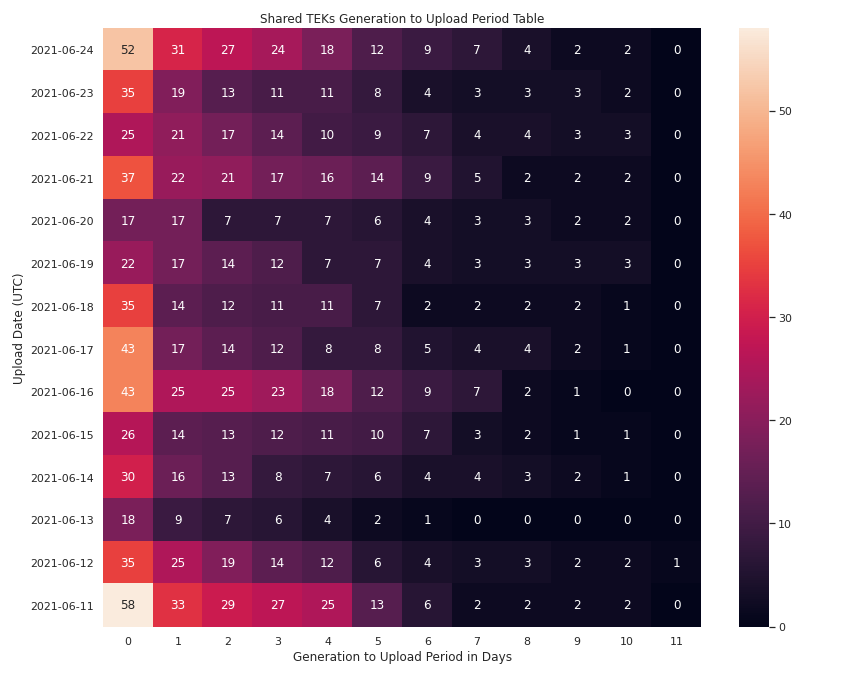 Shared TEKs Generation to Upload Period Table
Upload Date (UTC)
2021-06-24 52 31 27 24 18 12 9 7 4 2 2 0
2021-06-23 35 19 13 11 11 8 4 3 3 3 2 0
2021-06-22 25 21 17 14 10 9 7 4 4 3 3 0
2021-06-21 37 22 21 17 16 14 9 5 2 2 2 0
2021-06-20 17 17 7 7 7 6 4 3 3 2 2 0
2021-06-19 22 17 14 12 7 7 4 3 3 3 3 0
2021-06-18 35 14 12 11 11 7 2 2 2 2 1 0
2021-06-17 43 17 14 12 8 8 5 4 4 2 1 0
2021-06-16 43 25 25 23 18 12 9 7 2 1 0 0
2021-06-15 26 14 13 12 11 10 7 3 2 1 1 0
2021-06-14 30 16 13 8 7 6 4 4 3 2 1 0
2021-06-13 18 9 7 6 4 2 1 0 0 0 0 0
2021-06-12 35 25 19 14 12 6 4 3 3 2 2 1
2021-06-11 58 33 29 27 25 13 6 2 2 2 2 0
0 1 2 3 4 5 6 7 8 9 10 11
Generation to Upload Period in Days
50
40
30
20
10
0